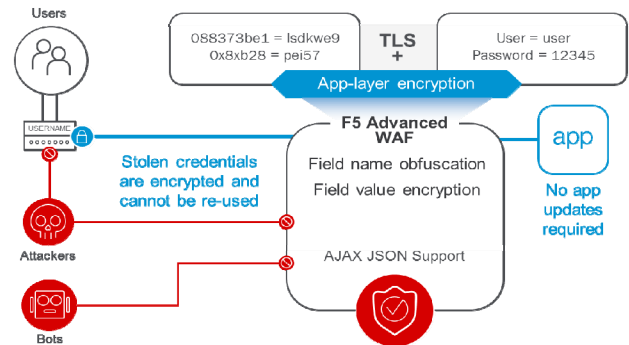 Users
088373be1 = lsdkwe9
0x8xb28 = pei57
TLS
+
User = user
Password = 12345
App-layer encryption
USERNAME
F5 Advanced
WAF
Field name obfuscation
Field value encryption
AJAX JSON Support
Stolen credentials
are encrypted and
cannot be re-used
app
No app
updates
required
Attackers
Bots